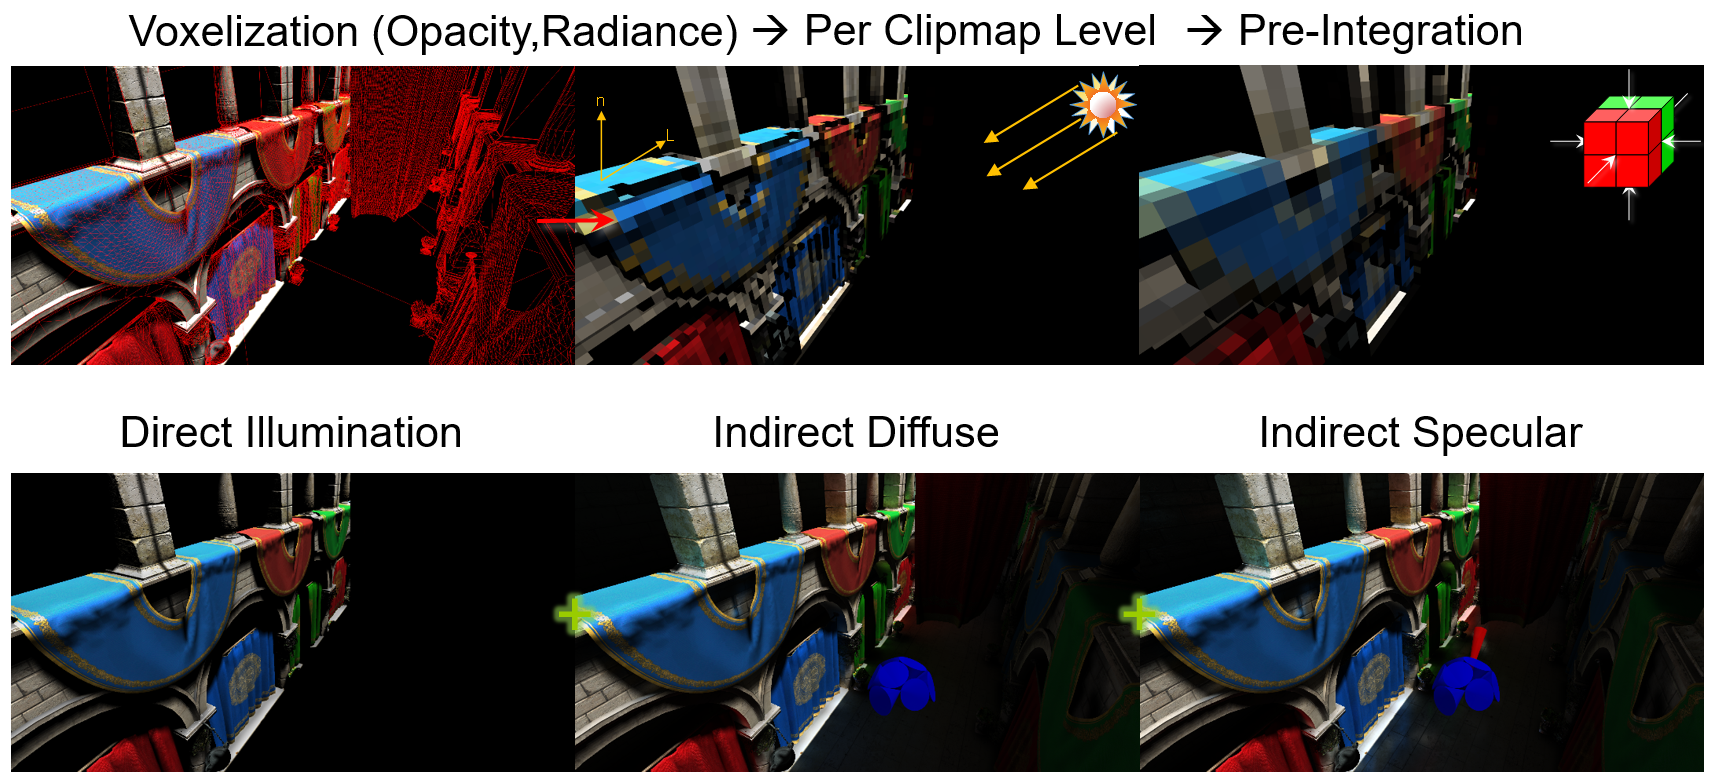 Voxelization (Opacity,Radiance) → Per Clipmap Level → Pre-Integration
n
L
Direct Illumination
Indirect Diffuse
Indirect Specular